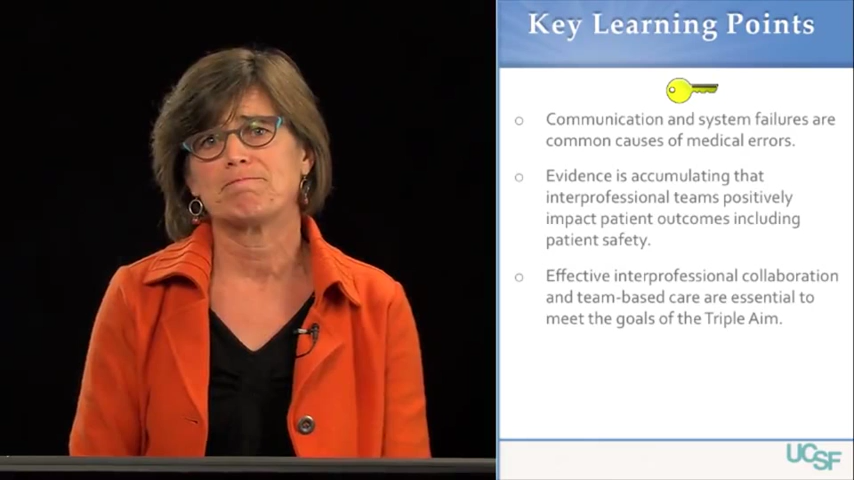 Key Learning Points
Communication and system failures are
common causes of medical errors.
Evidence is accumulating that
interprofessional teams positively
impact patient outcomes including
patient safety.
Effective interprofessional collaboration
and team-based care are essential to
meet the goals of the Triple Aim.
UCSF